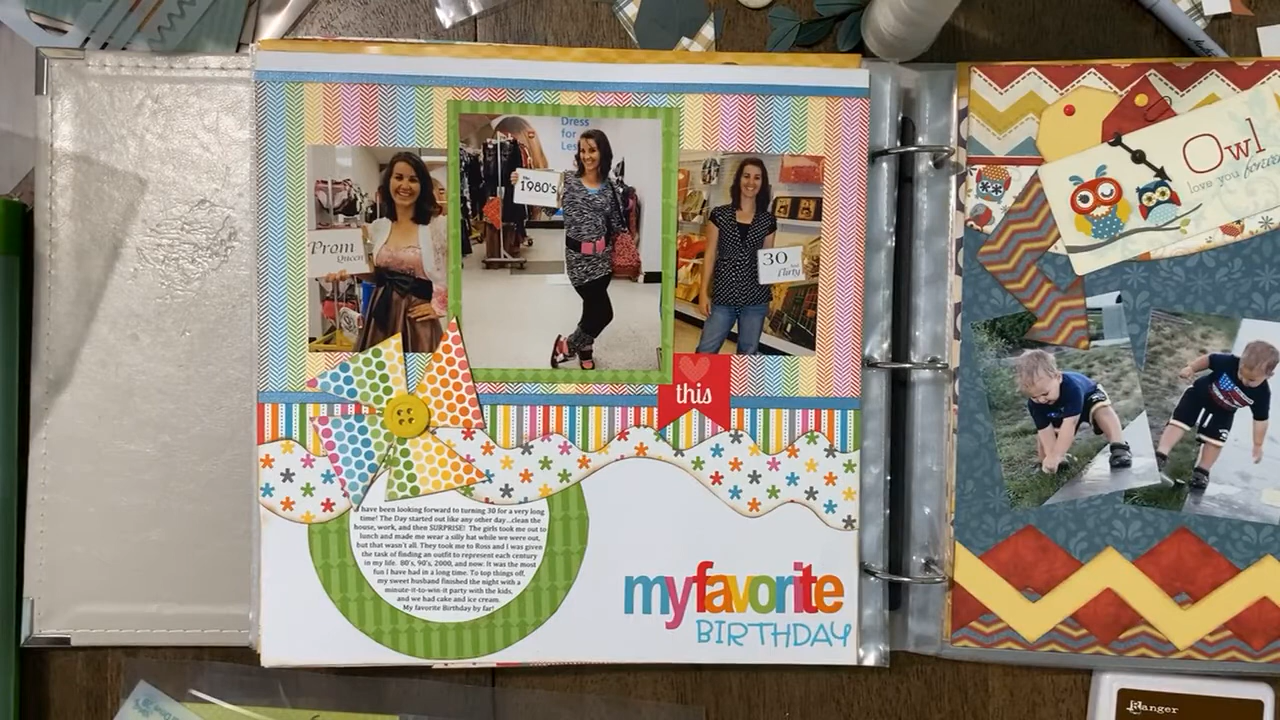 Dress
for
Less
Prom
Queen
The
1980's
30 and
Flirty
this
I have been looking forward to turning 30 for a very long
time! The Day started out like any other day...clean the
house, work, and then SURPRISE! The girls took me out to
lunch and made me wear a silly hat while we were out,
but that wasn't all. They took me to Ross and I was given
the task of finding an outfit to represent each century
in my life. 80's, 90's, 2000, and now. It was the most
fun I have had in a long time. To top things off,
my sweet husband finished the night with a
minute-it-to-win-it party with the kids,
and we had cake and ice cream.
My favorite Birthday by far!
myfavorite
BIRTHDAY
Owl
love you forever
Ranger